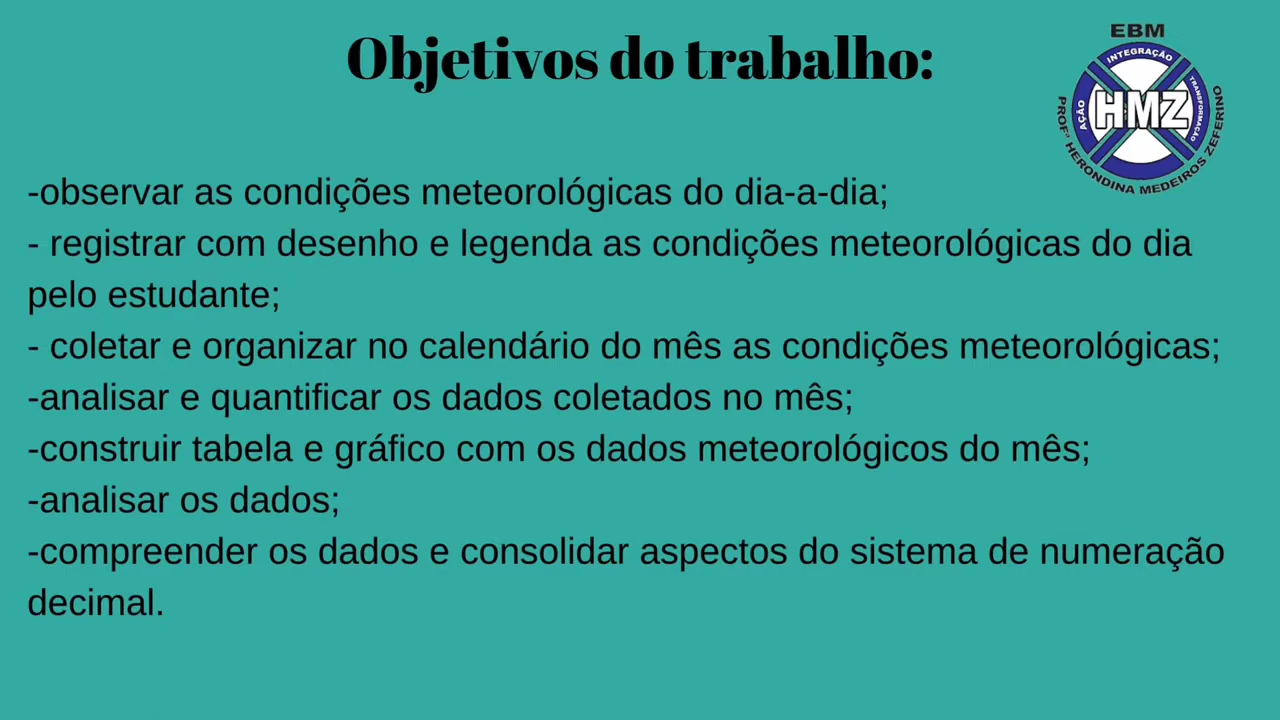 Objetivos do trabalho:
EBM
INTEGRAÇÃO
AÇÃO
TRANSFORMAÇÃO
HMZ
PROFª HERONDINA MEDEIROS ZEFERINO
-observar as condições meteorológicas do dia-a-dia;
- registrar com desenho e legenda as condições meteorológicas do dia
pelo estudante;
- coletar e organizar no calendário do mês as condições meteorológicas;
-analisar e quantificar os dados coletados no mês;
-construir tabela e gráfico com os dados meteorológicos do mês;
-analisar os dados;
-compreender os dados e consolidar aspectos do sistema de numeração
decimal.